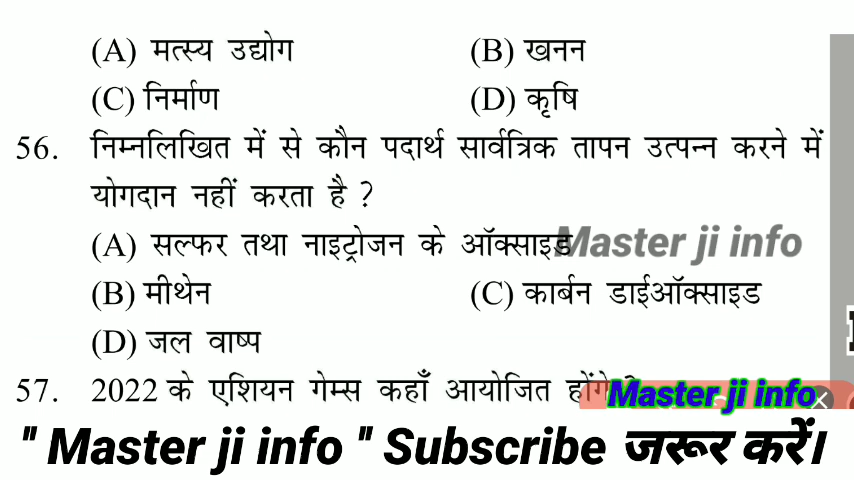 (A) मत्स्य उद्योग (B) खनन
(C) निर्माण (D) कृषि
56. निम्नलिखित में से कौन पदार्थ सार्वत्रिक तापन उत्पन्न करने में
योगदान नहीं करता है ?
(A) सल्फर तथा नाइट्रोजन के ऑक्साइड Master ji info
(B) मीथेन (C) कार्बन डाईऑक्साइड
(D) जल वाष्प
57. 2022 के एशियन गेम्स कहाँ आयोजित होंगे ? Master ji info
" Master ji info " Subscribe जरूर करें।